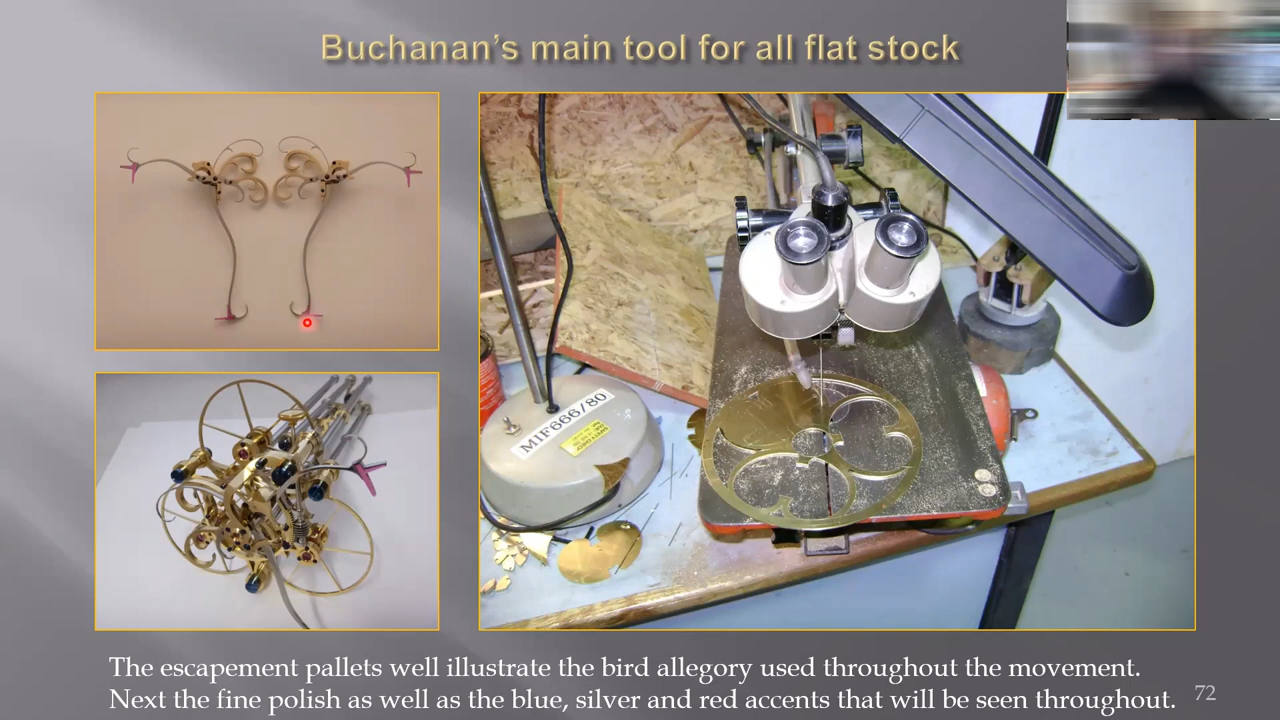 Buchanan’s main tool for all flat stock
MIF666/80
The escapement pallets well illustrate the bird allegory used throughout the movement.
Next the fine polish as well as the blue, silver and red accents that will be seen throughout.
72